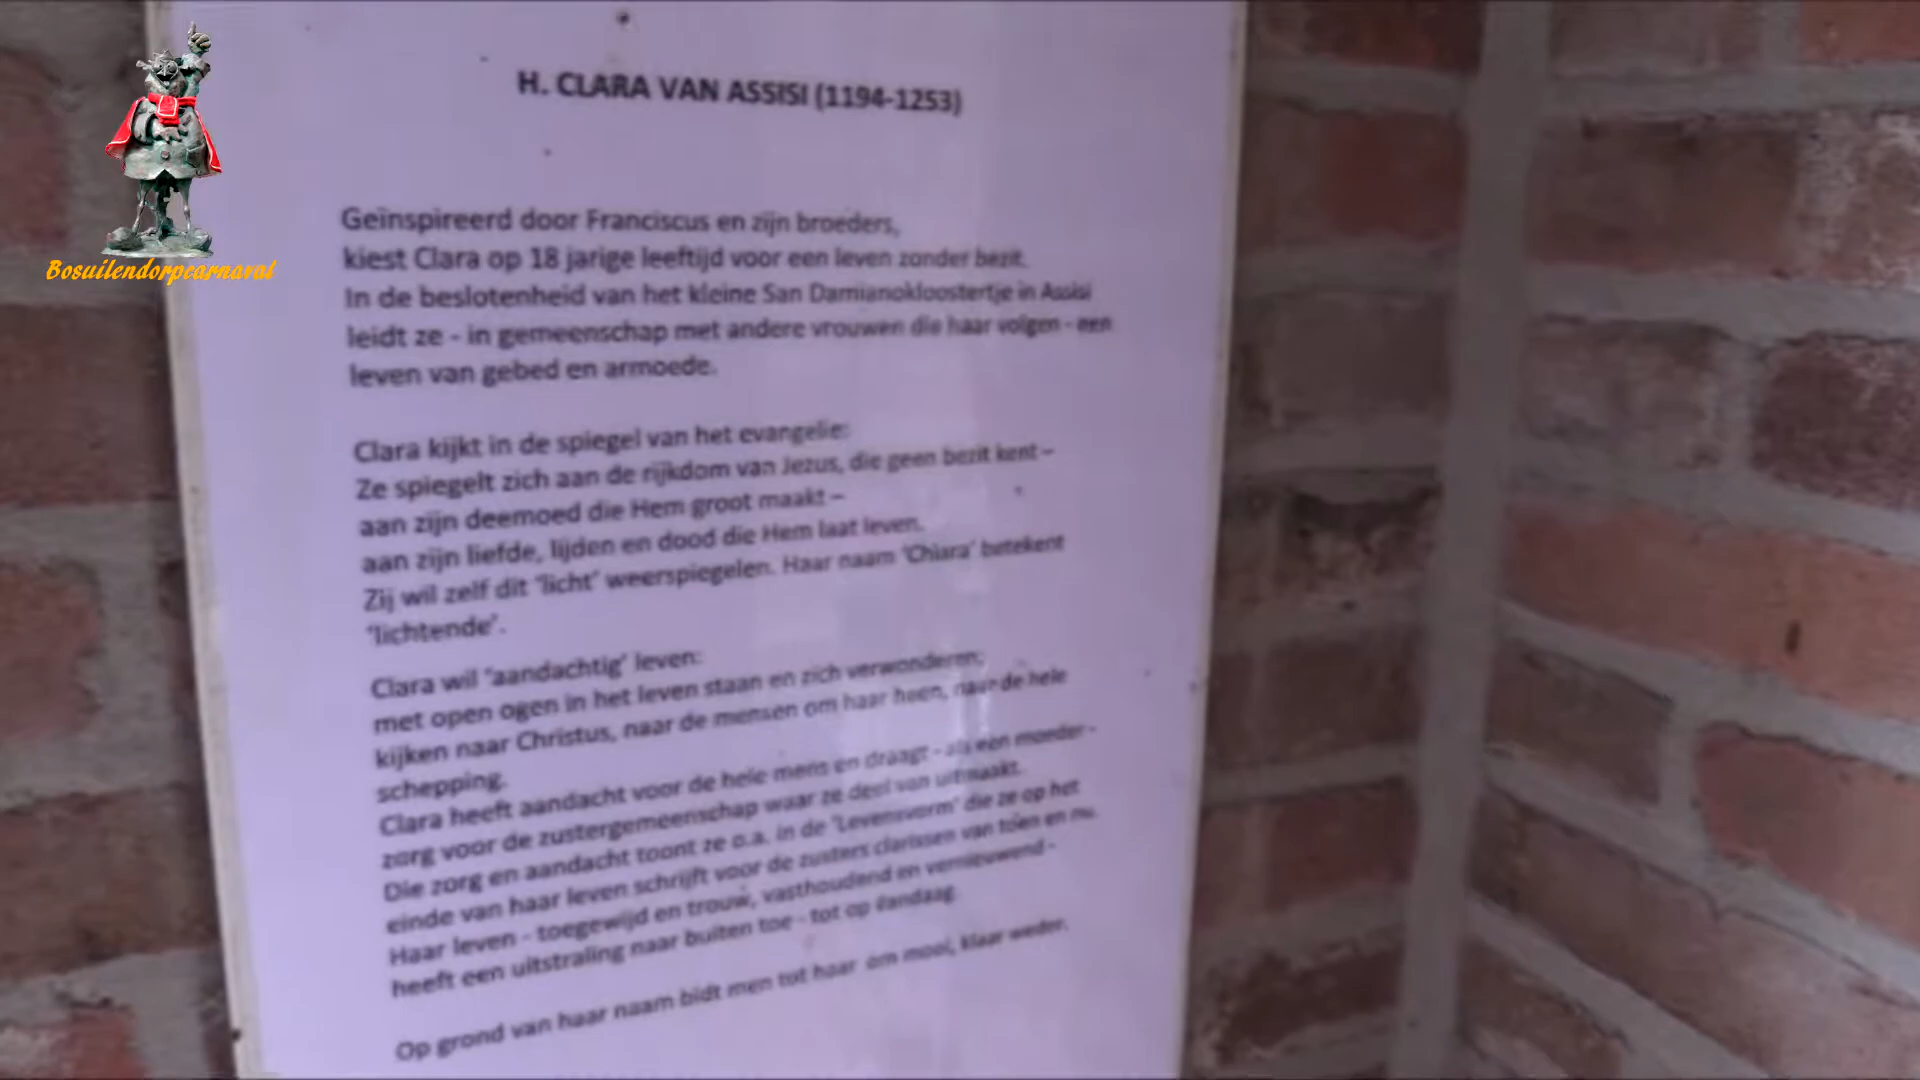 H. CLARA VAN ASSISI (1194-1253)
Geïnspireerd door Franciscus en zijn broeders,
kiest Clara op 18 jarige leeftijd voor een leven zonder bezit.
In de beslotenheid van het kleine San Damianokloostertje in Assisi
leidt ze - in gemeenschap met andere vrouwen die haar volgen - een
leven van gebed en armoede.
Clara kijkt in de spiegel van het evangelie:
Ze spiegelt zich aan de rijkdom van Jezus, die geen bezit kent –
aan zijn deemoed die Hem groot maakt –
aan zijn liefde, lijden en dood die Hem laat leven.
Zij wil zelf dit ‘licht’ weerspiegelen. Haar naam ‘Chiara’ betekent
‘lichtende’.
Clara wil ‘aandachtig’ leven:
met open ogen in het leven staan en zich verwonderen;
kijken naar Christus, naar de mensen om haar heen, naar de hele
schepping.
Clara heeft aandacht voor de hele mens en draagt - als een moeder -
zorg voor de zustergemeenschap waar ze deel van uitmaakt.
Die zorg en aandacht toont ze o.a. in de ‘Levensvorm’ die ze op het
einde van haar leven schrijft voor de zusters clarissen van toen en nu.
Haar leven - toegewijd en trouw, vasthoudend en vernieuwend -
heeft een uitstraling naar buiten toe - tot op vandaag.
Op grond van haar naam bidt men tot haar om mooi, klaar weder.
Bosuilendorpcarnaval